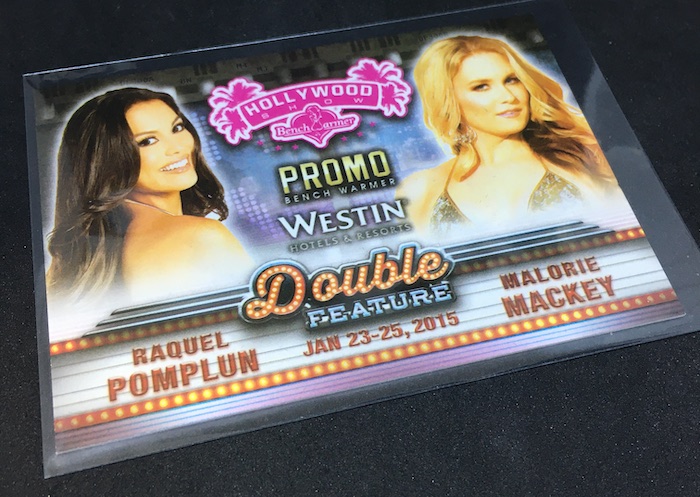 HOLLYWOOD
SHOW
BenchWarmer
PROMO
BENCH WARMER
WESTIN
HOTELS & RESORTS
Double
FEATURE
JAN 23-25, 2015
RAQUEL
POMPLUN
MALORIE
MACKEY